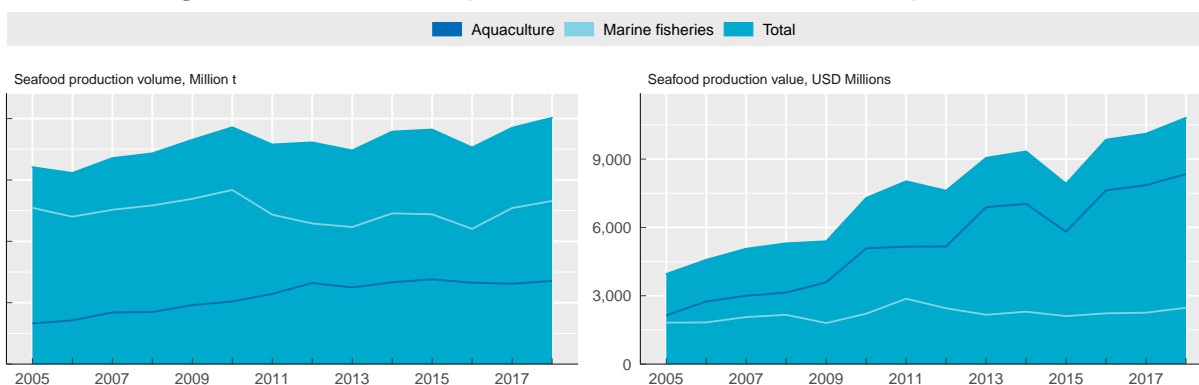 Aquaculture Marine fisheries Total
Seafood production volume, Million t
2005 2007 2009 2011 2013 2015 2017
Seafood production value, USD Millions
9,000
6,000
3,000
0
2005 2007 2009 2011 2013 2015 2017